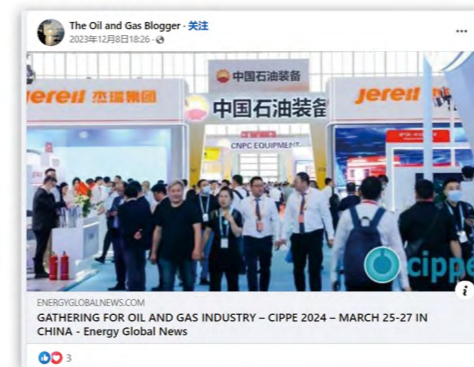 The Oil and Gas Blogger · 关注
2023年12月8日18:26 ·
中国石油装备
Jereh 杰瑞集团
中国石油装备
Jereh
CNPC EQUIPMENT
cippe
ENERGYGLOBALNEWS.COM
GATHERING FOR OIL AND GAS INDUSTRY – CIPPE 2024 – MARCH 25-27 IN
CHINA - Energy Global News
3